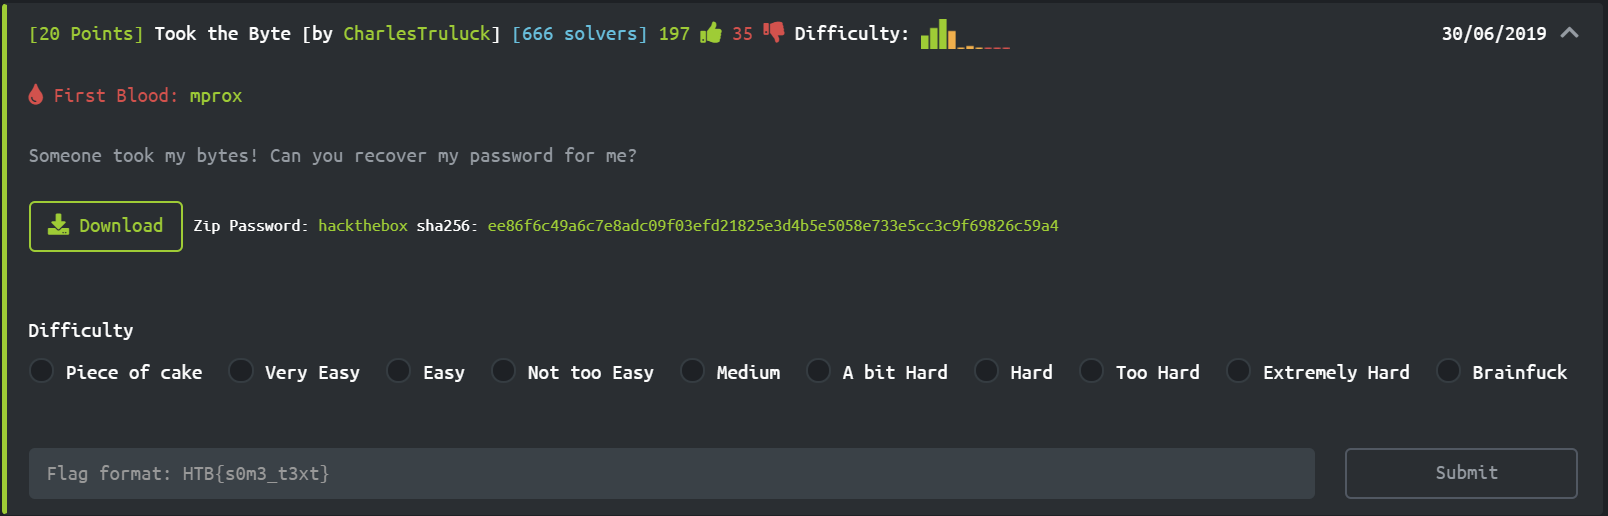 [20 Points] Took the Byte [by CharlesTruluck] [666 solvers] 197 35 Difficulty: 30/06/2019
First Blood: mprox
Someone took my bytes! Can you recover my password for me?
Download Zip Password: hackthebox sha256: ee86f6c49a6c7e8adc09f03efd21825e3d4b5e5058e733e5cc3c9f69826c59a4
Difficulty
Piece of cake Very Easy Easy Not too Easy Medium A bit Hard Hard Too Hard Extremely Hard Brainfuck
Flag format: HTB{s0m3_t3xt} Submit